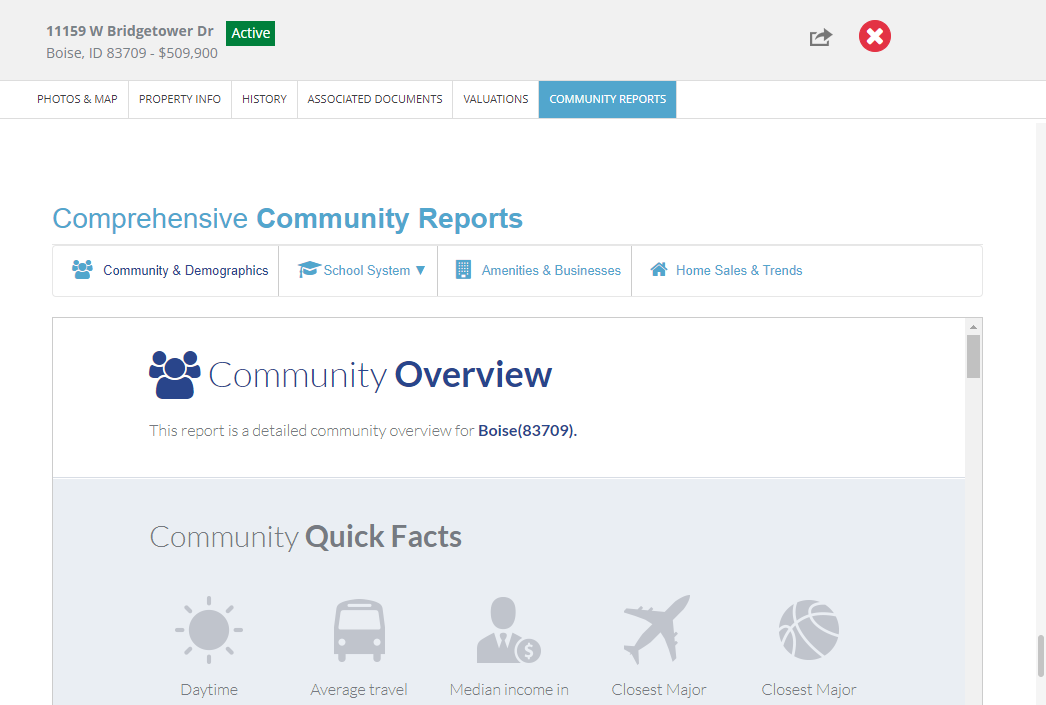 11159 W Bridgetower Dr Active
Boise, ID 83709 - $509,900
PHOTOS & MAP PROPERTY INFO HISTORY ASSOCIATED DOCUMENTS VALUATIONS COMMUNITY REPORTS
Comprehensive Community Reports
Community & Demographics School System ▼ Amenities & Businesses Home Sales & Trends
Community Overview
This report is a detailed community overview for Boise(83709).
Community Quick Facts
$
Daytime Average travel Median income in Closest Major Closest Major